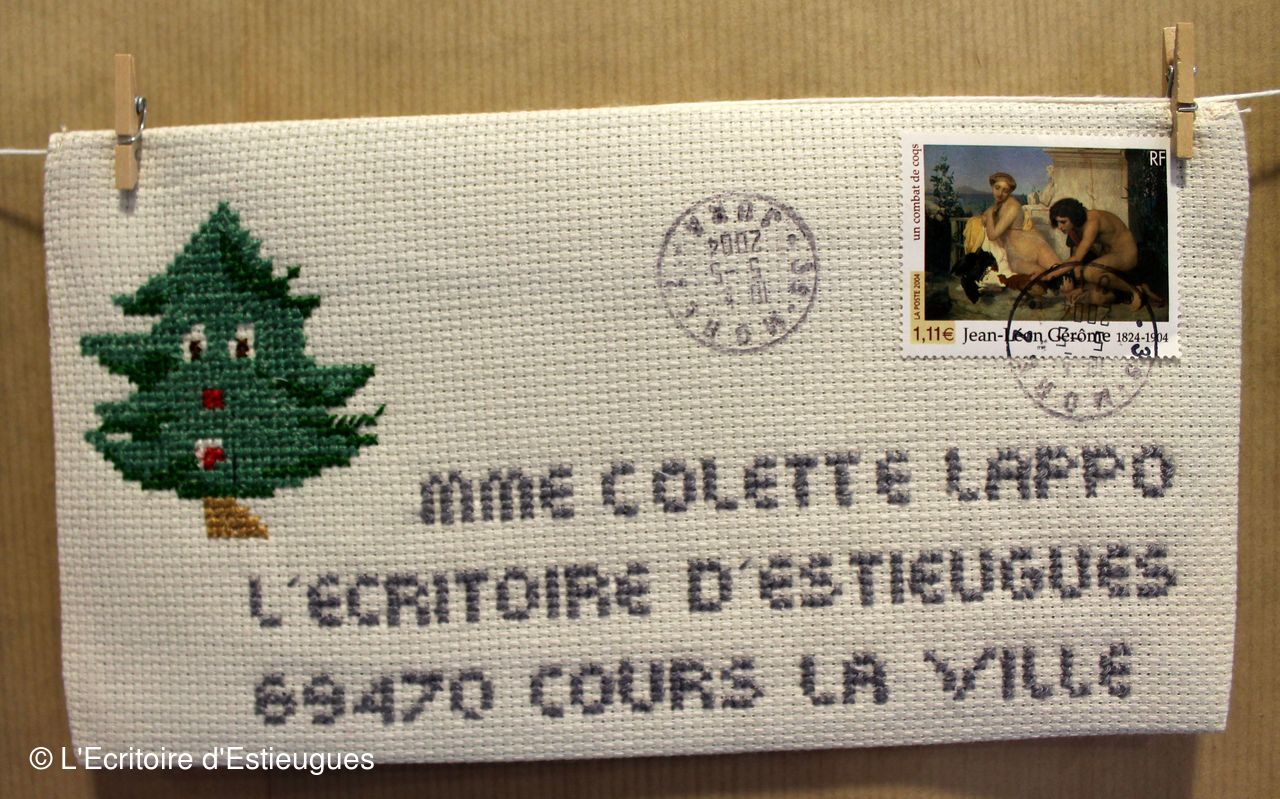 un combat de coqs
RF
LA POSTE 2004
1,11€ Jean-Léon Gérôme 1824-1904
2004
MME COLETTE LAPPO
L'ECRITOIRE D'ESTIEUGUES
69470 COURS LA VILLE
© L'Ecritoire d'Estieugues